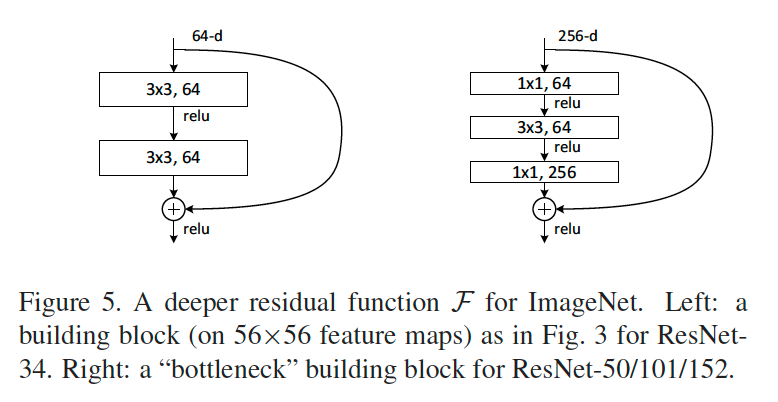 64-d
3x3, 64
relu
3x3, 64
relu
256-d
1x1, 64
relu
3x3, 64
relu
1x1, 256
relu
Figure 5. A deeper residual function F for ImageNet. Left: a
building block (on 56×56 feature maps) as in Fig. 3 for ResNet-
34. Right: a “bottleneck” building block for ResNet-50/101/152.